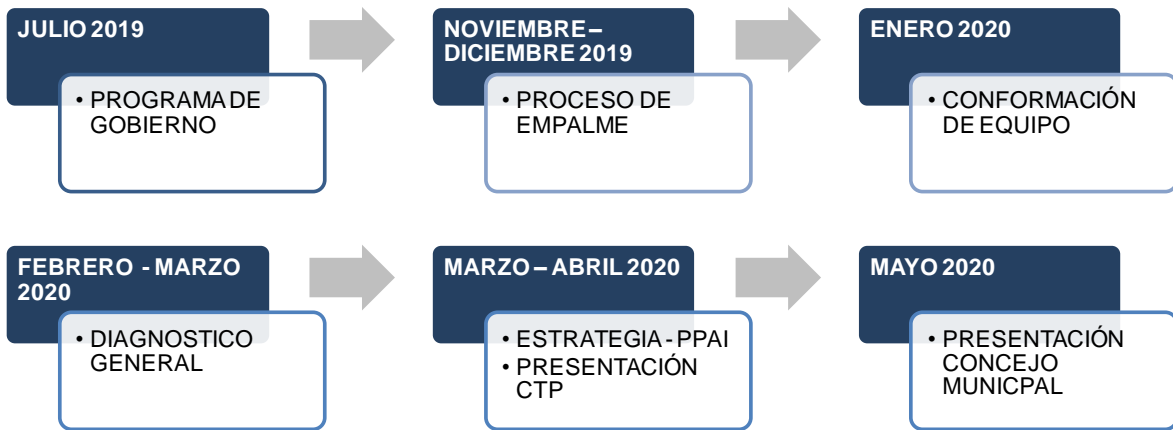 JULIO 2019
• PROGRAMA DE
GOBIERNO
NOVIEMBRE –
DICIEMBRE 2019
• PROCESO DE
EMPALME
ENERO 2020
• CONFORMACIÓN
DE EQUIPO
FEBRERO - MARZO
2020
• DIAGNOSTICO
GENERAL
MARZO – ABRIL 2020
• ESTRATEGIA - PPAI
• PRESENTACIÓN
CTP
MAYO 2020
• PRESENTACIÓN
CONCEJO
MUNICPAL